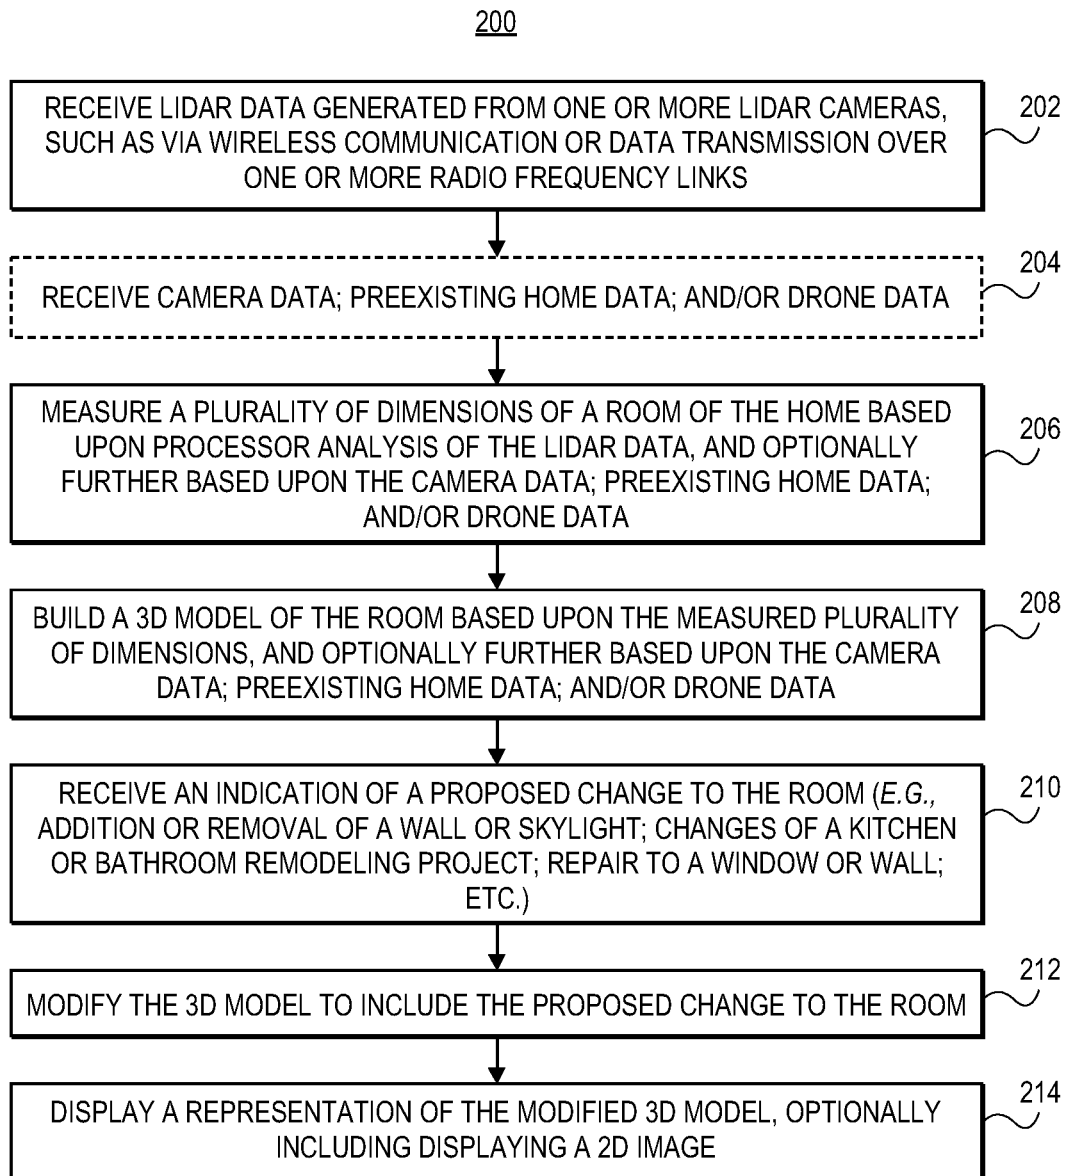 200
RECEIVE LIDAR DATA GENERATED FROM ONE OR MORE LIDAR CAMERAS,
SUCH AS VIA WIRELESS COMMUNICATION OR DATA TRANSMISSION OVER
ONE OR MORE RADIO FREQUENCY LINKS
202
RECEIVE CAMERA DATA; PREEXISTING HOME DATA; AND/OR DRONE DATA
204
MEASURE A PLURALITY OF DIMENSIONS OF A ROOM OF THE HOME BASED
UPON PROCESSOR ANALYSIS OF THE LIDAR DATA, AND OPTIONALLY
FURTHER BASED UPON THE CAMERA DATA; PREEXISTING HOME DATA;
AND/OR DRONE DATA
206
BUILD A 3D MODEL OF THE ROOM BASED UPON THE MEASURED PLURALITY
OF DIMENSIONS, AND OPTIONALLY FURTHER BASED UPON THE CAMERA
DATA; PREEXISTING HOME DATA; AND/OR DRONE DATA
208
RECEIVE AN INDICATION OF A PROPOSED CHANGE TO THE ROOM (E.G.,
ADDITION OR REMOVAL OF A WALL OR SKYLIGHT; CHANGES OF A KITCHEN
OR BATHROOM REMODELING PROJECT; REPAIR TO A WINDOW OR WALL;
ETC.)
210
MODIFY THE 3D MODEL TO INCLUDE THE PROPOSED CHANGE TO THE ROOM
212
DISPLAY A REPRESENTATION OF THE MODIFIED 3D MODEL, OPTIONALLY
INCLUDING DISPLAYING A 2D IMAGE
214